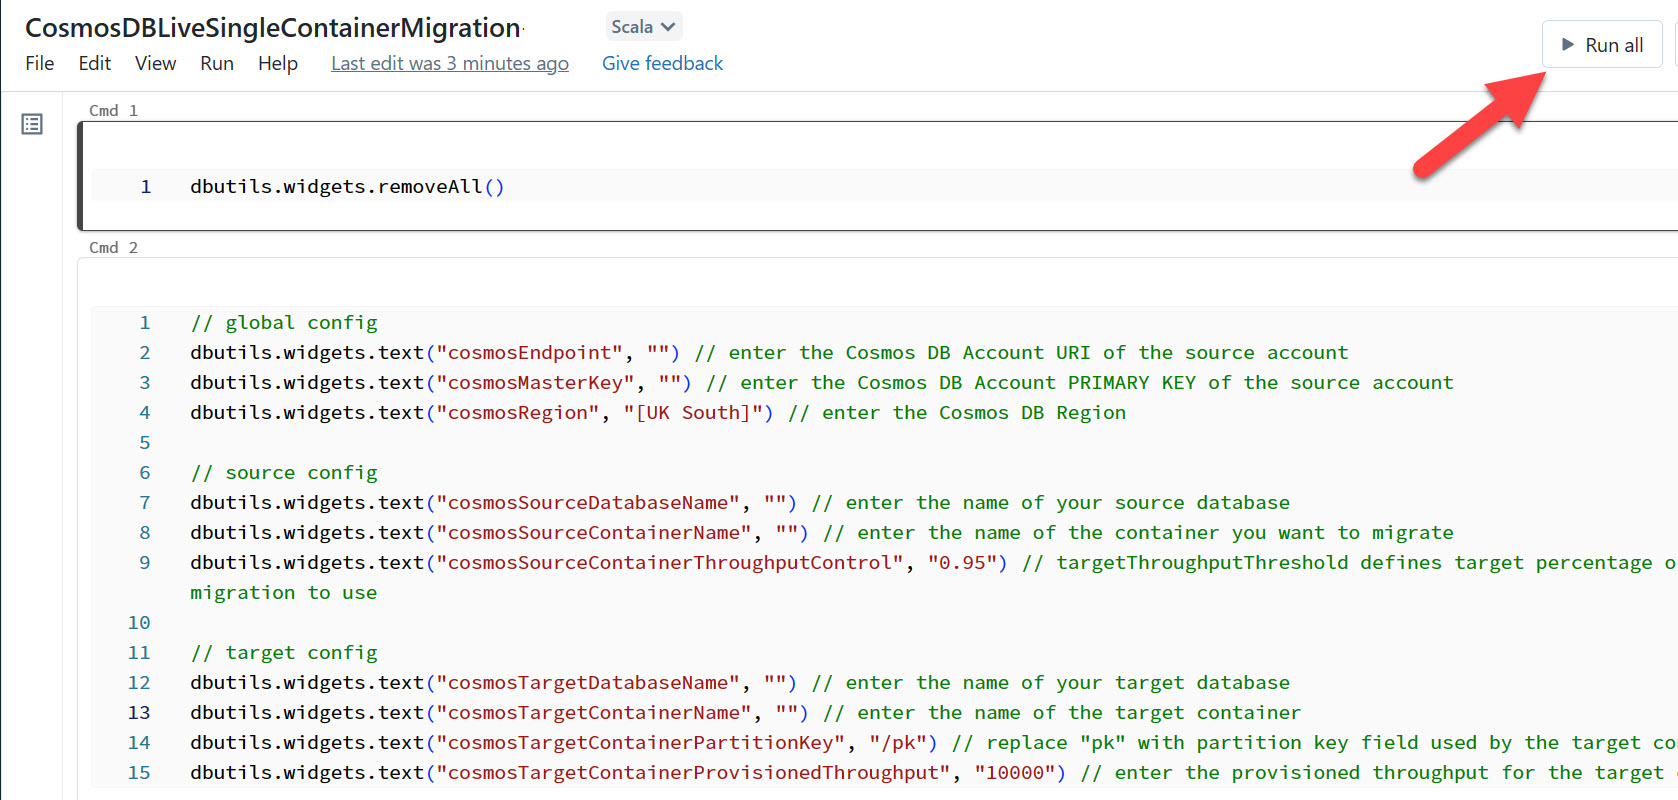 CosmosDBLiveSingleContainerMigration
Scala
Run all
File Edit View Run Help Last edit was 3 minutes ago Give feedback
Cmd 1
1 dbutils.widgets.removeAll()
Cmd 2
1 // global config
2 dbutils.widgets.text("cosmosEndpoint", "") // enter the Cosmos DB Account URI of the source account
3 dbutils.widgets.text("cosmosMasterKey", "") // enter the Cosmos DB Account PRIMARY KEY of the source account
4 dbutils.widgets.text("cosmosRegion", "[UK South]") // enter the Cosmos DB Region
5
6 // source config
7 dbutils.widgets.text("cosmosSourceDatabaseName", "") // enter the name of your source database
8 dbutils.widgets.text("cosmosSourceContainerName", "") // enter the name of the container you want to migrate
9 dbutils.widgets.text("cosmosSourceContainerThroughputControl", "0.95") // targetThroughputThreshold defines target percentage o
migration to use
10
11 // target config
12 dbutils.widgets.text("cosmosTargetDatabaseName", "") // enter the name of your target database
13 dbutils.widgets.text("cosmosTargetContainerName", "") // enter the name of the target container
14 dbutils.widgets.text("cosmosTargetContainerPartitionKey", "/pk") // replace "pk" with partition key field used by the target co
15 dbutils.widgets.text("cosmosTargetContainerProvisionedThroughput", "10000") // enter the provisioned throughput for the target